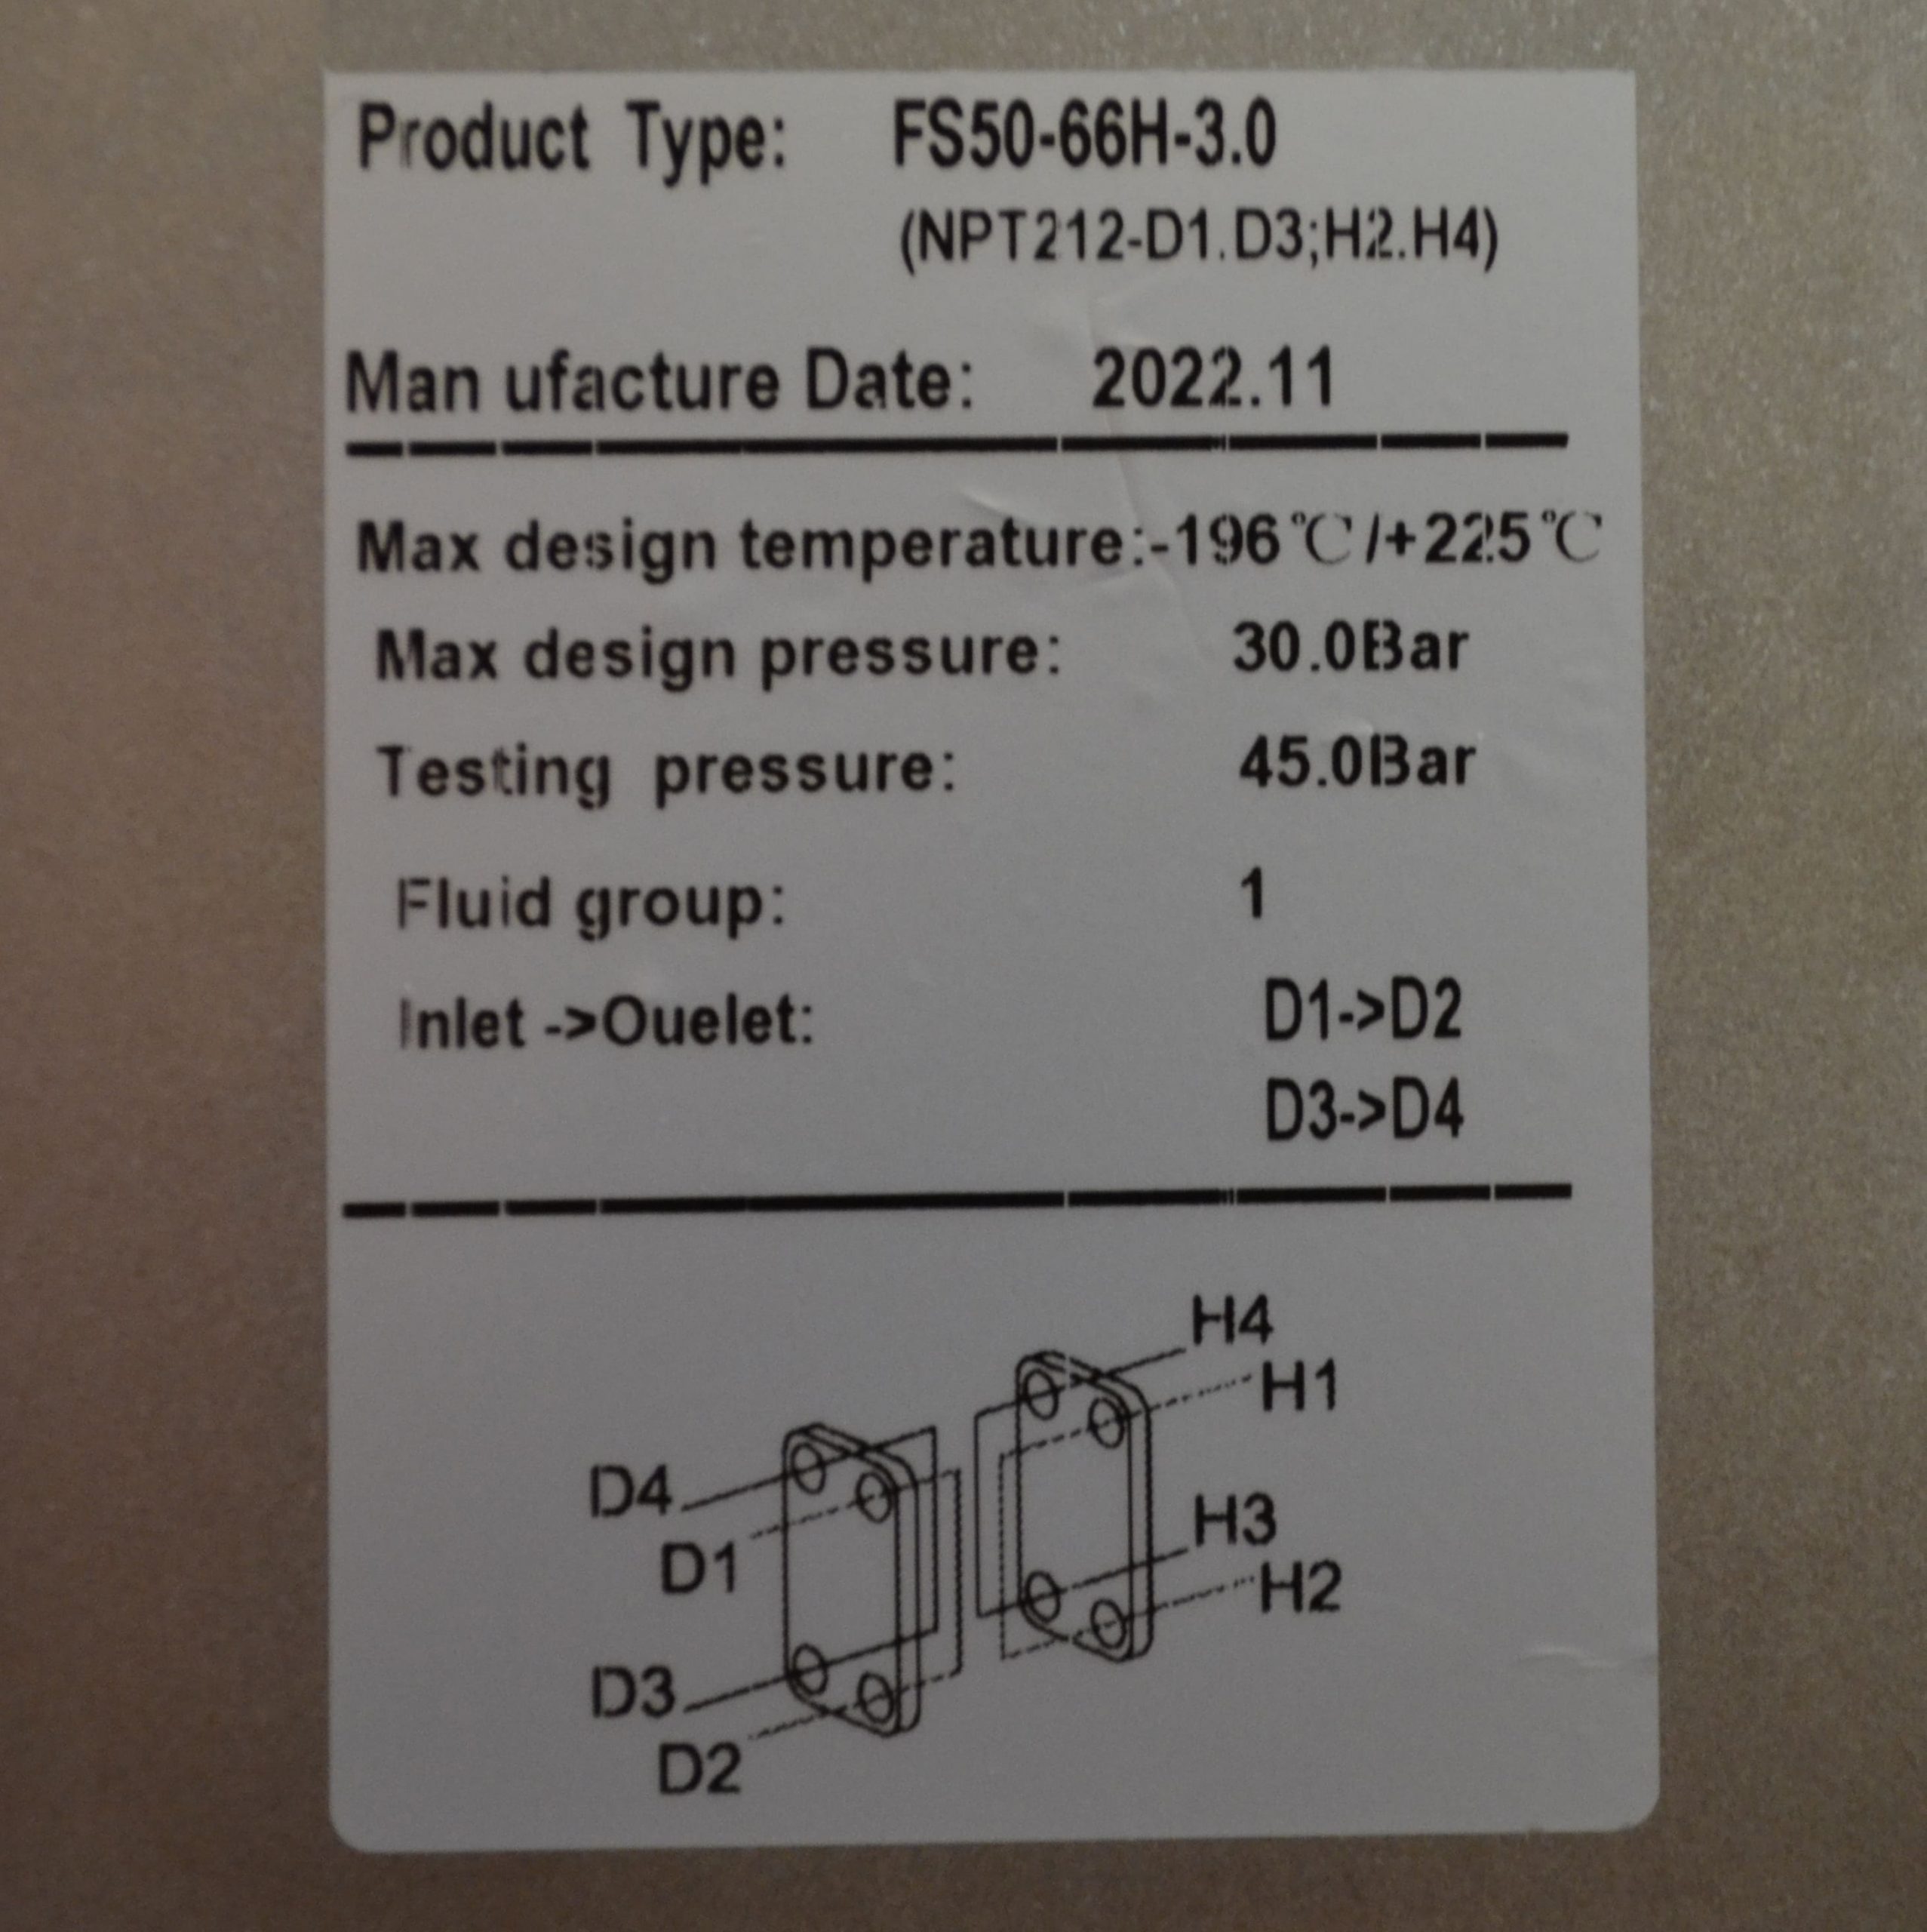 Product Type: FS50-66H-3.0
(NPT212-D1.D3;H2.H4)
Man ufacture Date: 2022.11
Max design temperature:-196℃/+225℃
Max design pressure: 30.0Bar
Testing pressure: 45.0Bar
Fluid group: 1
Inlet ->Ouelet: D1->D2
D3->D4
H4
H1
D4
D1
H3
H2
D3
D2